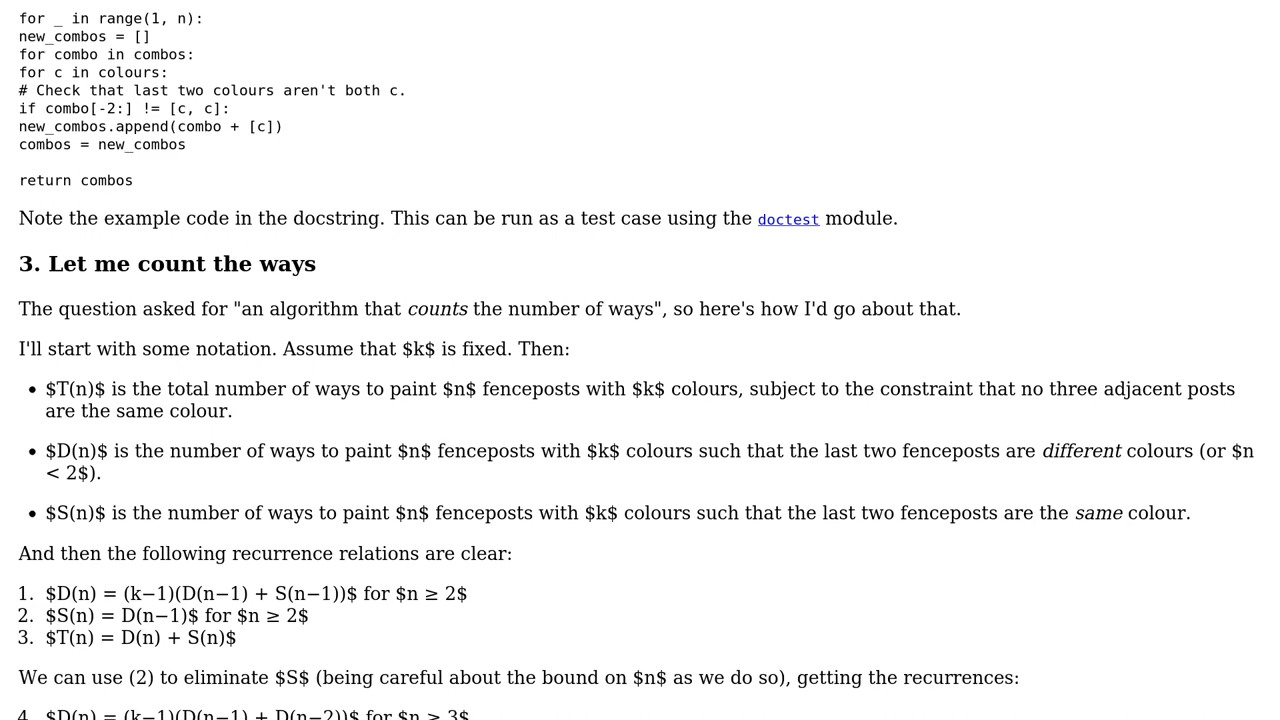 for _ in range(1, n):
new_combos = []
for combo in combos:
for c in colours:
# Check that last two colours aren't both c.
if combo[-2:] != [c, c]:
new_combos.append(combo + [c])
combos = new_combos
return combos
Note the example code in the docstring. This can be run as a test case using the doctest module.
3. Let me count the ways
The question asked for "an algorithm that counts the number of ways", so here's how I'd go about that.
I'll start with some notation. Assume that $k$ is fixed. Then:
• $T(n)$ is the total number of ways to paint $n$ fenceposts with $k$ colours, subject to the constraint that no three adjacent posts
are the same colour.
• $D(n)$ is the number of ways to paint $n$ fenceposts with $k$ colours such that the last two fenceposts are different colours (or $n
< 2$).
• $S(n)$ is the number of ways to paint $n$ fenceposts with $k$ colours such that the last two fenceposts are the same colour.
And then the following recurrence relations are clear:
1. $D(n) = (k−1)(D(n−1) + S(n−1))$ for $n ≥ 2$
2. $S(n) = D(n−1)$ for $n ≥ 2$
3. $T(n) = D(n) + S(n)$
We can use (2) to eliminate $S$ (being careful about the bound on $n$ as we do so), getting the recurrences:
4. $D(n) = (k−1)(D(n−1) + D(n−2))$ for $n ≥ 3$